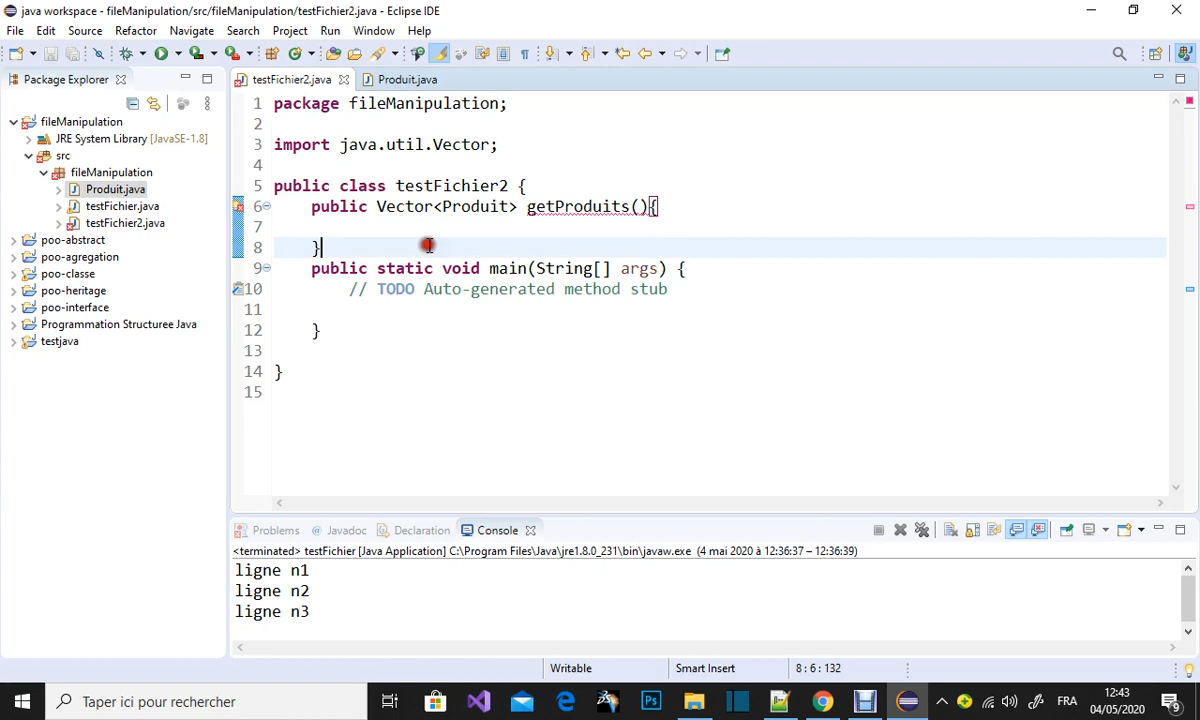 java workspace - fileManipulation/src/fileManipulation/testFichier2.java - Eclipse IDE
File Edit Source Refactor Navigate Search Project Run Window Help
Package Explorer
testFichier2.java Produit.java
fileManipulation
JRE System Library [JavaSE-1.8]
src
fileManipulation
Produit.java
testFichier.java
testFichier2.java
poo-abstract
poo-agregation
poo-classe
poo-heritage
poo-interface
Programmation Structuree Java
testjava
1 package fileManipulation;
2
3 import java.util.Vector;
4
5 public class testFichier2 {
6 public Vector<Produit> getProduits(){
7
8 }
9 public static void main(String[] args) {
10 // TODO Auto-generated method stub
11
12 }
13
14 }
15
Problems @ Javadoc Declaration Console
<terminated> testFichier [Java Application] C:\Program Files\Java\jre1.8.0_231\bin\javaw.exe (4 mai 2020 à 12:36:37 – 12:36:39)
ligne n1
ligne n2
ligne n3
Writable Smart Insert 8 : 6 : 132
Taper ici pour rechercher
Ps
FRA
12:43
04/05/2020
9